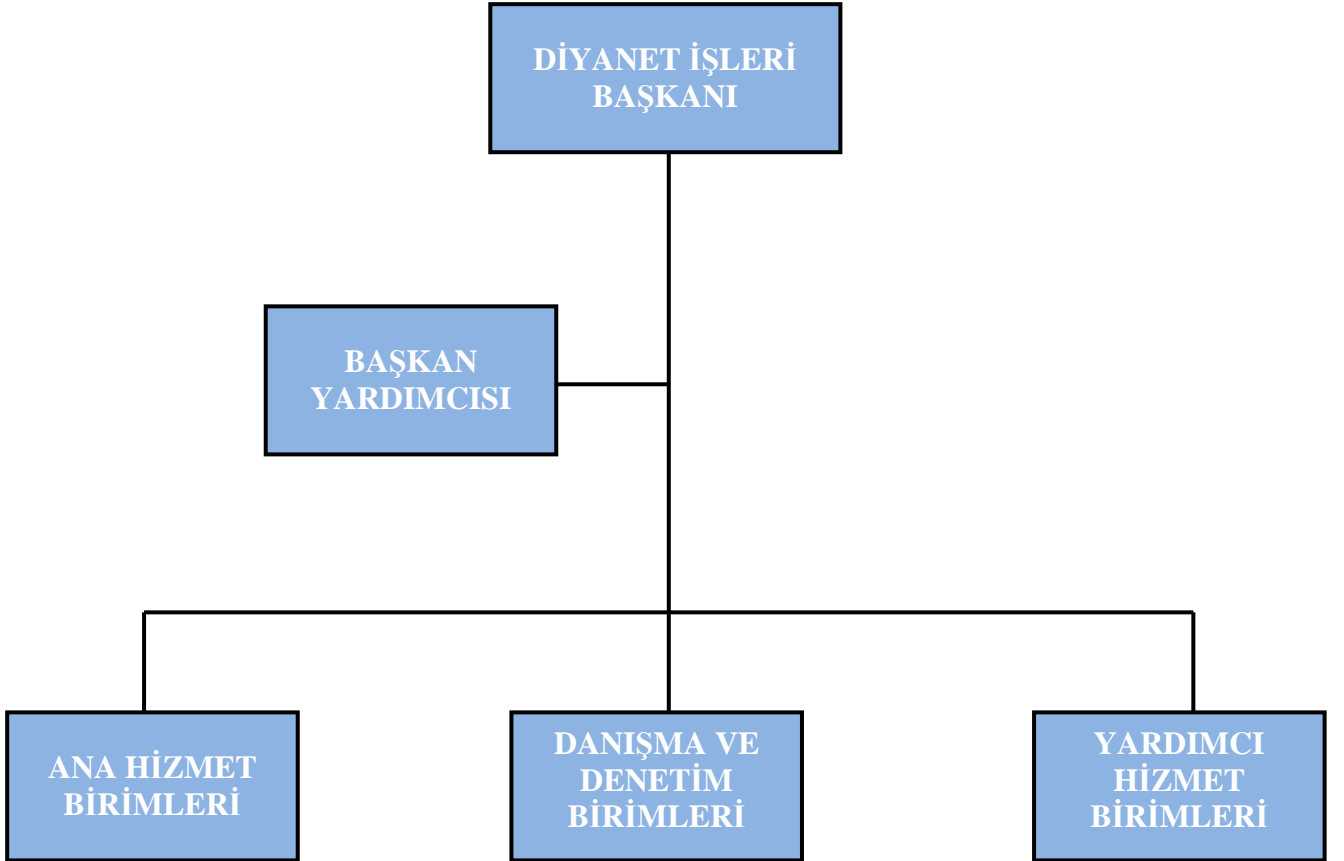 DİYANET İŞLERİ
BAŞKANI
BAŞKAN
YARDIMCISI
ANA HİZMET
BİRİMLERİ
DANIŞMA VE
DENETİM
BİRİMLERİ
YARDIMCI
HİZMET
BİRİMLERİ